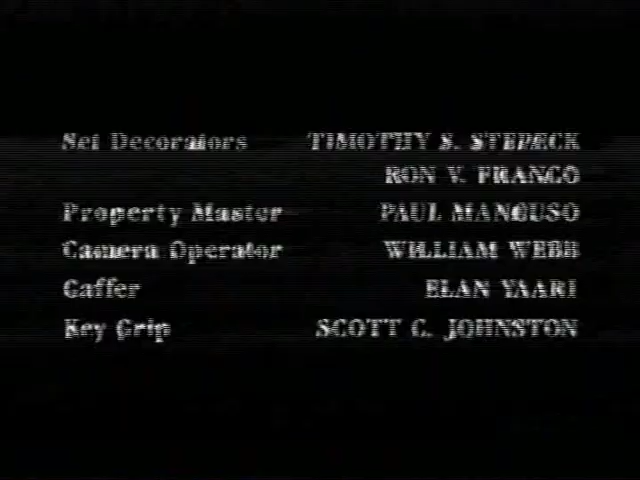 Set Decorators TIMOTHY S. STEPECK
RON V. FRANCO
Property Master PAUL MANCUSO
Camera Operator WILLIAM WEBB
Gaffer ELAN YAARI
Key Grip SCOTT C. JOHNSTON